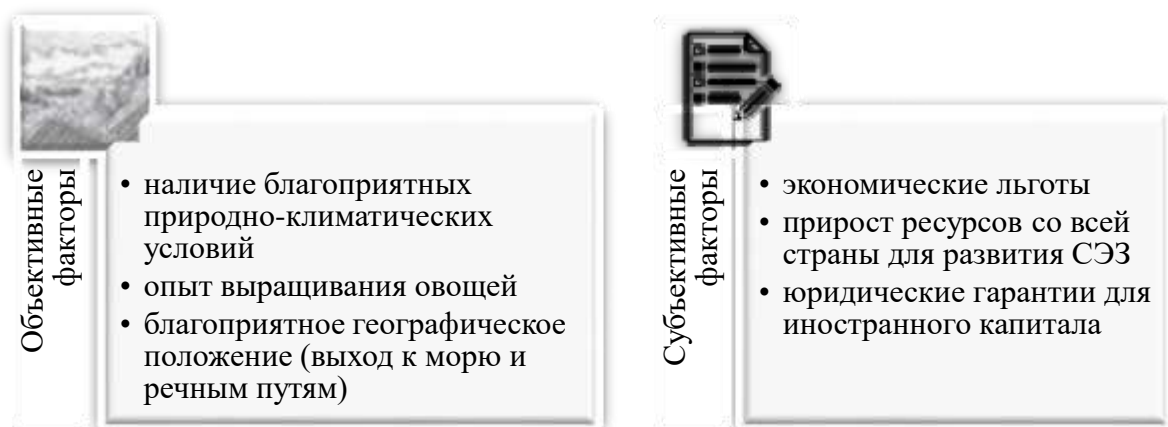 Объективные
факторы
• наличие благоприятных
природно-климатических
условий
• опыт выращивания овощей
• благоприятное географическое
положение (выход к морю и
речным путям)
Субъективные
факторы
• экономические льготы
• прирост ресурсов со всей
страны для развития СЭЗ
• юридические гарантии для
иностранного капитала